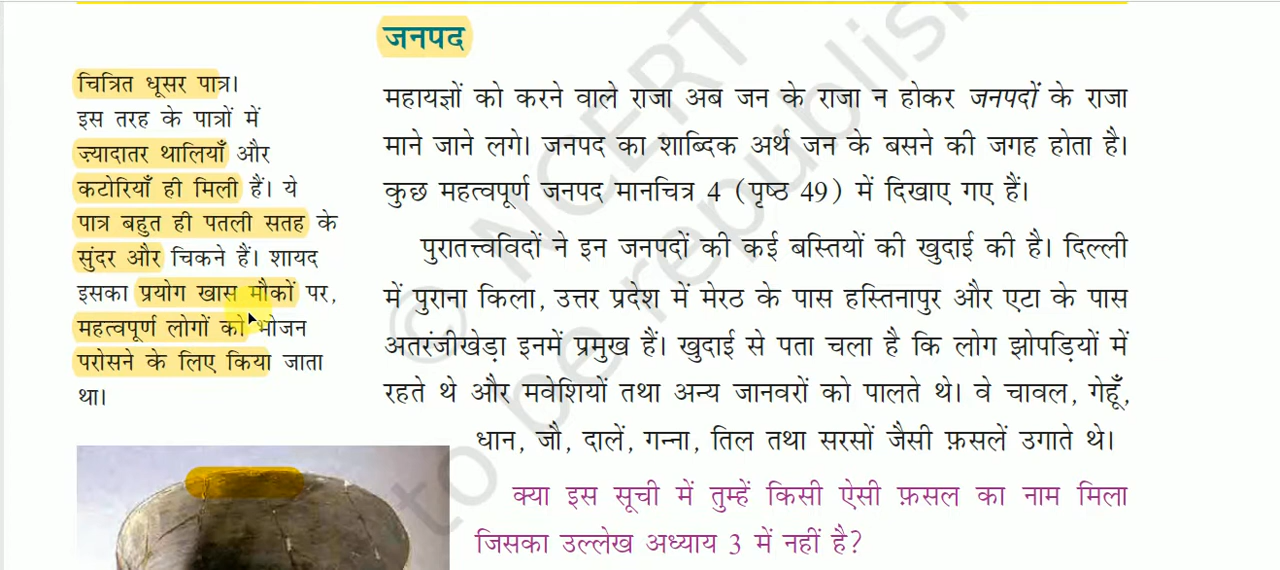 जनपद
चित्रित धूसर पात्र।
इस तरह के पात्रों में
ज़्यादातर थालियाँ और
कटोरियाँ ही मिली हैं। ये
पात्र बहुत ही पतली सतह के
सुंदर और चिकने हैं। शायद
इसका प्रयोग खास मौकों पर,
महत्वपूर्ण लोगों को भोजन
परोसने के लिए किया जाता
था।
महायज्ञों को करने वाले राजा अब जन के राजा न होकर जनपदों के राजा
माने जाने लगे। जनपद का शाब्दिक अर्थ जन के बसने की जगह होता है।
कुछ महत्वपूर्ण जनपद मानचित्र 4 (पृष्ठ 49) में दिखाए गए हैं।
पुरातत्त्वविदों ने इन जनपदों की कई बस्तियों की खुदाई की है। दिल्ली
में पुराना किला, उत्तर प्रदेश में मेरठ के पास हस्तिनापुर और एटा के पास
अतरंजीखेड़ा इनमें प्रमुख हैं। खुदाई से पता चला है कि लोग झोपड़ियों में
रहते थे और मवेशियों तथा अन्य जानवरों को पालते थे। वे चावल, गेहूँ,
धान, जौ, दालें, गन्ना, तिल तथा सरसों जैसी फ़सलें उगाते थे।
क्या इस सूची में तुम्हें किसी ऐसी फ़सल का नाम मिला
जिसका उल्लेख अध्याय 3 में नहीं है?
© NCERT
to be republish